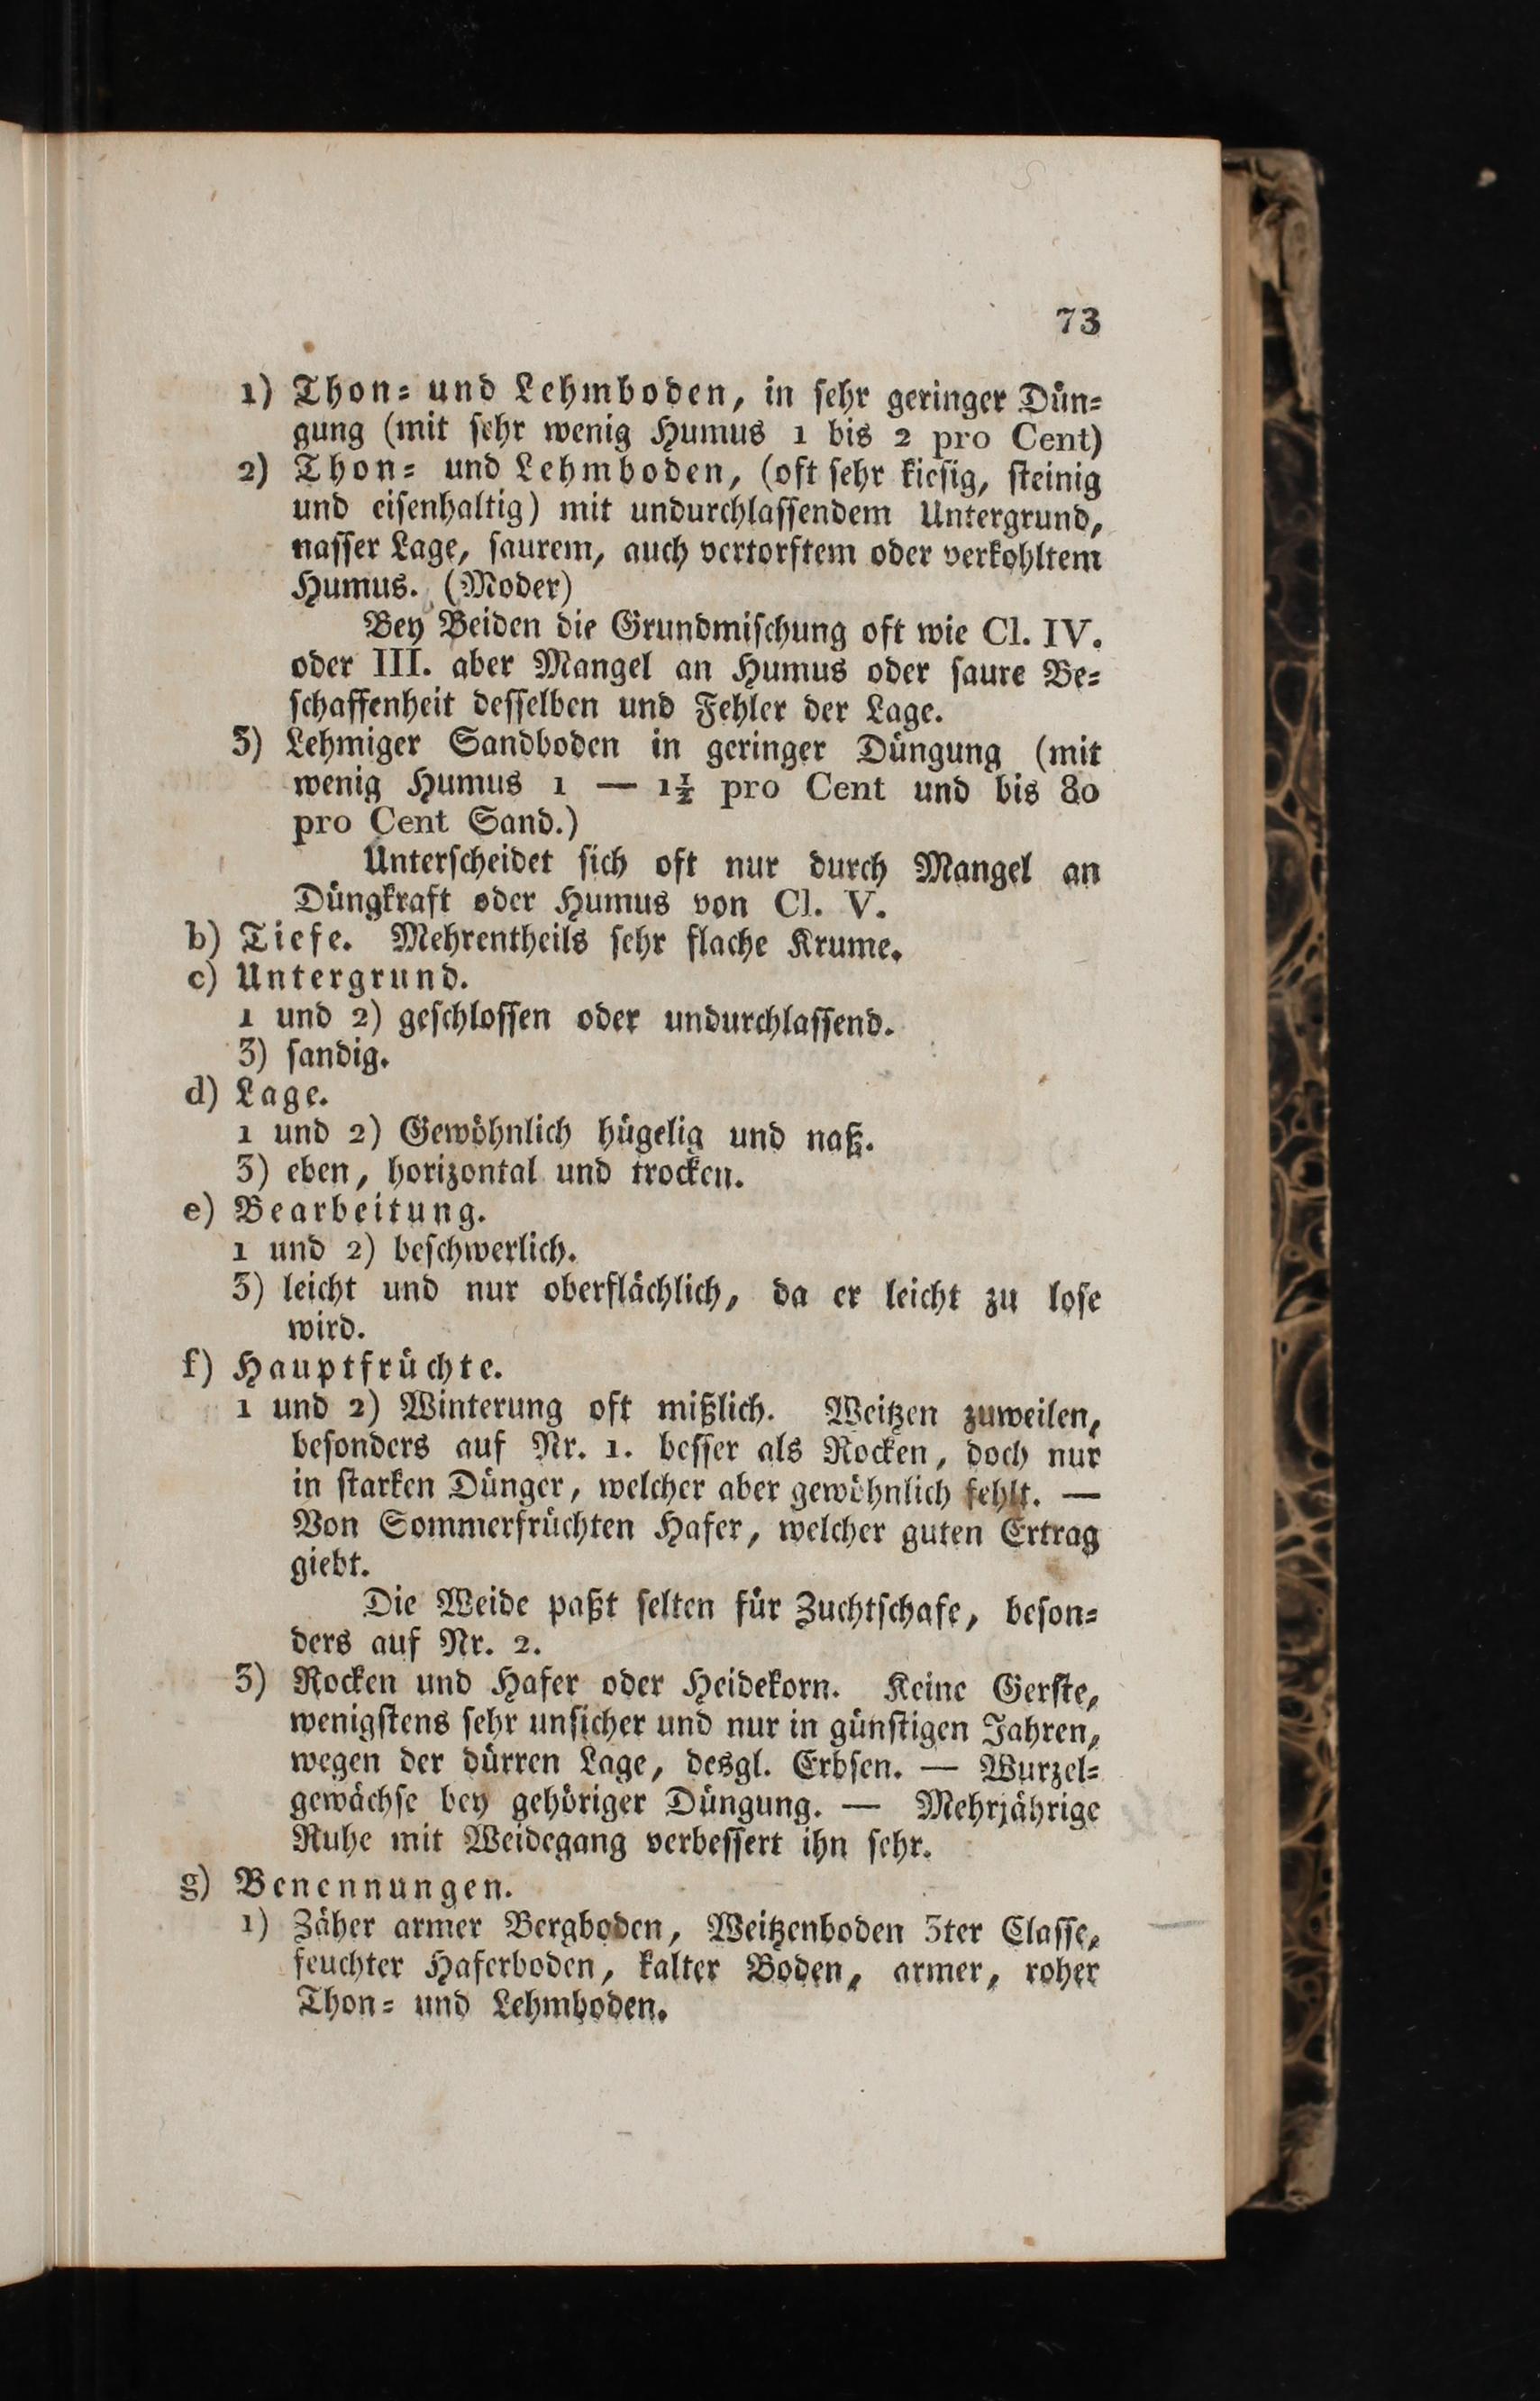 73
1) Thon- und Lehmboden, in ſehr geringer Dün-
gung (mit ſehr wenig Humus 1 bis 2 pro Cent)
2) Thon- und Lehmboden, (oft ſehr kieſig, ſteinig
und eiſenhaltig) mit undurchlaſſendem Untergrund,
naſſer Lage, ſaurem, auch vertorftem oder verkohltem
Humus. (Moder)
Bey Beiden die Grundmiſchung oft wie Cl. IV.
oder III. aber Mangel an Humus oder ſaure Be-
ſchaffenheit deſſelben und Fehler der Lage.
3) Lehmiger Sandboden in geringer Düngung (mit
wenig Humus 1 — 1½ pro Cent und bis 80
pro Cent Sand.)
Unterſcheidet ſich oft nur durch Mangel an
Düngkraft oder Humus von Cl. V.
b) Tiefe. Mehrentheils ſehr flache Krume.
c) Untergrund.
1 und 2) geſchloſſen oder undurchlaſſend.
3) ſandig.
d) Lage.
1 und 2) Gewöhnlich hügelig und naß.
3) eben, horizontal und trocken.
e) Bearbeitung.
1 und 2) beſchwerlich.
3) leicht und nur oberflächlich, da er leicht zu loſe
wird.
f) Hauptfrüchte.
1 und 2) Winterung oft mißlich. Weitzen zuweilen,
beſonders auf Nr. 1. beſſer als Rocken, doch nur
in ſtarken Dünger, welcher aber gewöhnlich fehlt. —
Von Sommerfrüchten Hafer, welcher guten Ertrag
giebt.
Die Weide paßt ſelten für Zuchtſchafe, beſon-
ders auf Nr. 2.
3) Rocken und Hafer oder Heidekorn. Keine Gerſte,
wenigſtens ſehr unſicher und nur in günſtigen Jahren,
wegen der dürren Lage, desgl. Erbſen. — Wurzel-
gewächſe bey gehöriger Düngung. — Mehrjährige
Ruhe mit Weidegang verbeſſert ihn ſehr.
g) Benennungen.
1) Zäher armer Bergboden, Weitzenboden 3ter Claſſe,
feuchter Haferboden, kalter Boden, armer, roher
Thon- und Lehmboden.